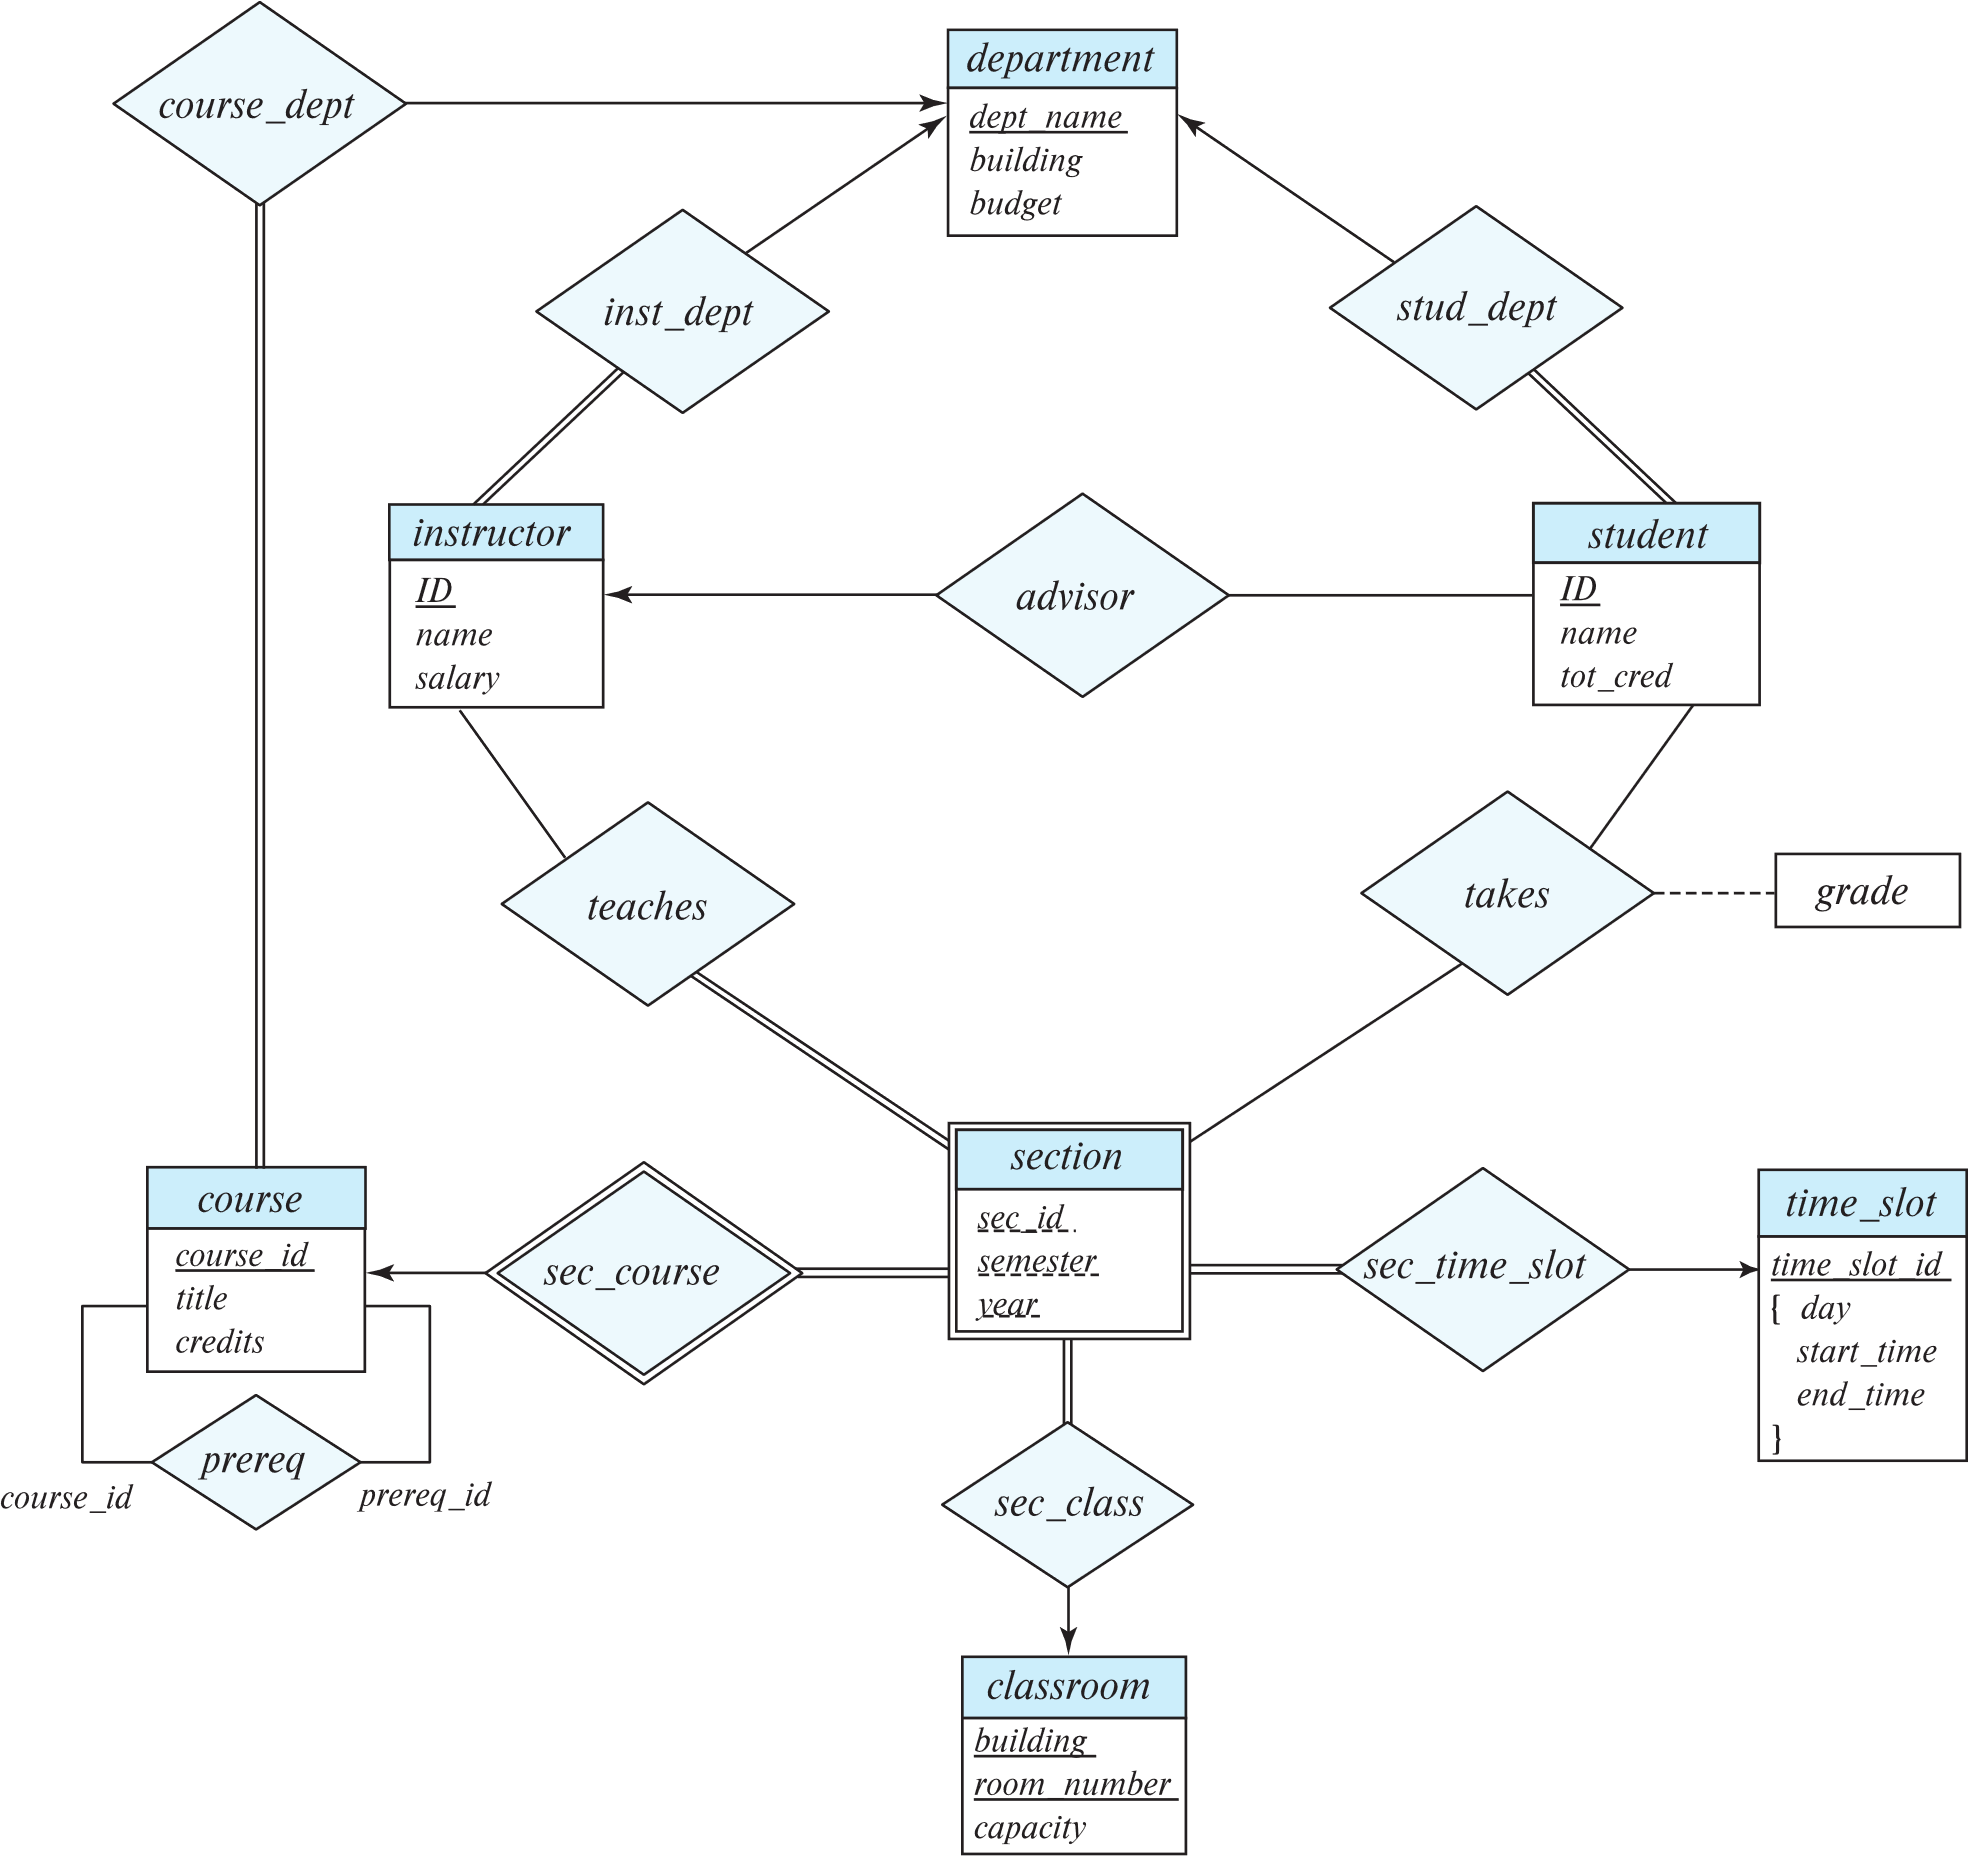 department
course_dept
dept_name
building
budget
inst_dept
stud_dept
instructor
ID
name
salary
advisor
student
ID
name
tot_cred
teaches
takes
grade
section
sec_id
semester
year
course
course_id
title
credits
sec_course
sec_time_slot
time_slot
time_slot_id
{ day
start_time
end_time
}
prereq
course_id
prereq_id
sec_class
classroom
building
room_number
capacity